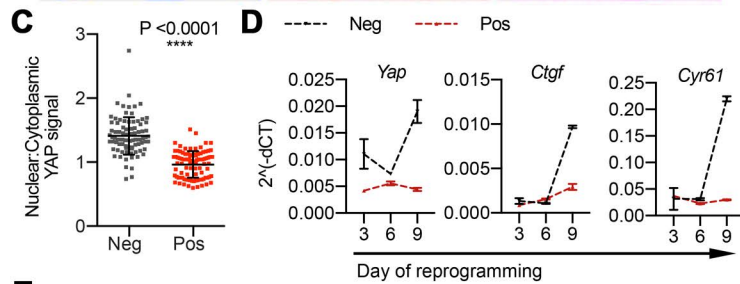 C
P <0.0001
****
Nuclear:Cytoplasmic
YAP signal
3
2
1
0
Neg
Pos
D
Neg
Pos
2^(-dCT)
Yap
0.025
0.020
0.015
0.010
0.005
0.000
3 6 9
Ctgf
0.015
0.010
0.005
0.000
3 6 9
Cyr61
0.25
0.20
0.15
0.10
0.05
0.00
3 6 9
Day of reprogramming